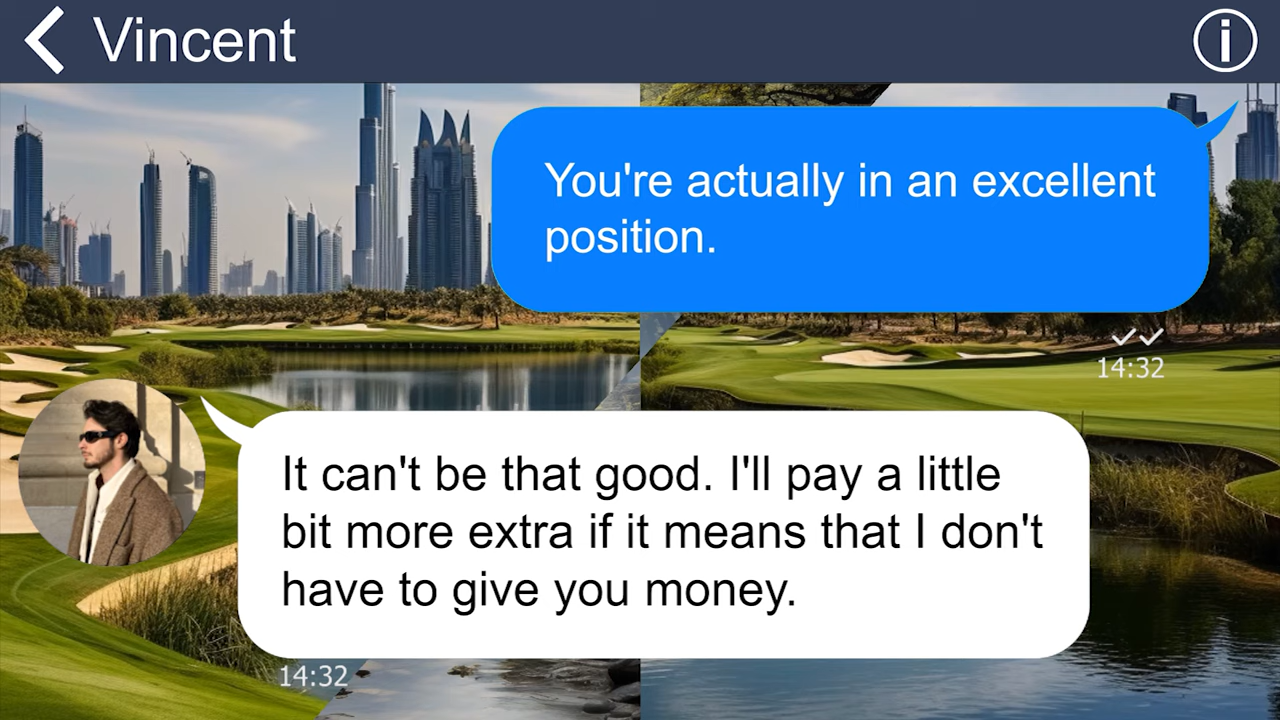 Vincent
You're actually in an excellent
position.
14:32
It can't be that good. I'll pay a little
bit more extra if it means that I don't
have to give you money.
14:32